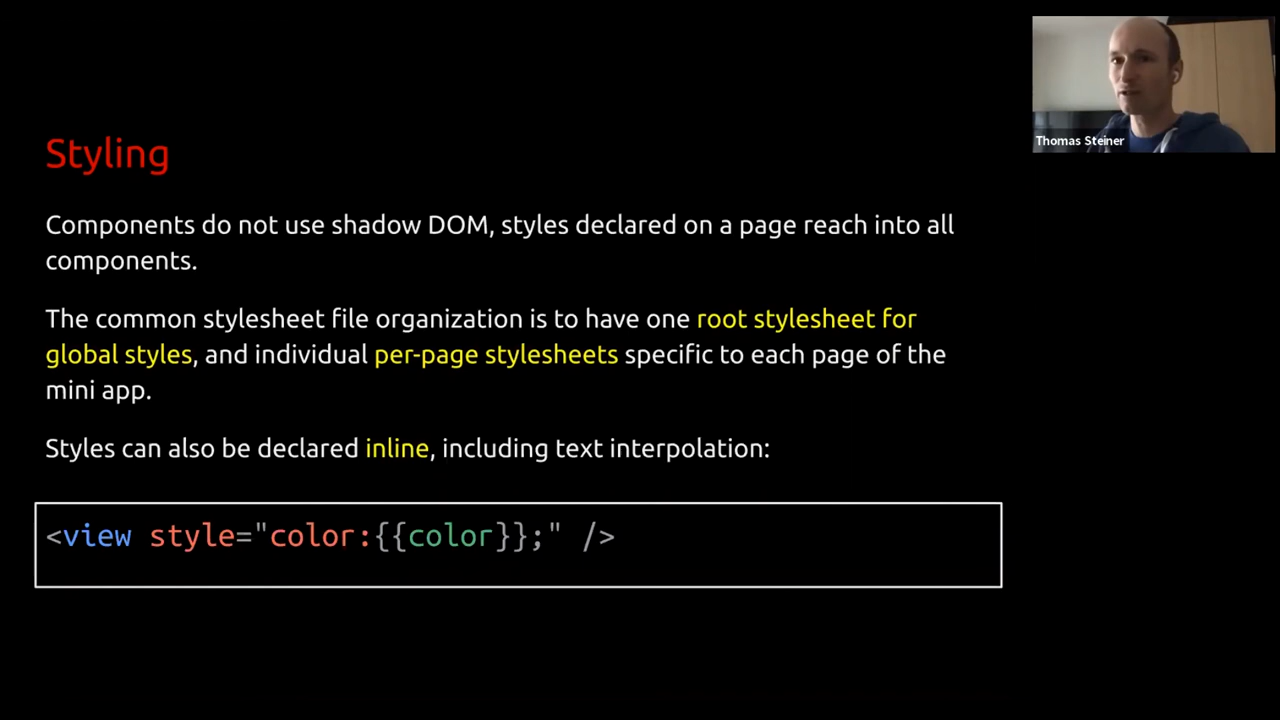 Thomas Steiner
Styling
Components do not use shadow DOM, styles declared on a page reach into all
components.
The common stylesheet file organization is to have one root stylesheet for
global styles, and individual per-page stylesheets specific to each page of the
mini app.
Styles can also be declared inline, including text interpolation:
<view style="color:{{color}};" />